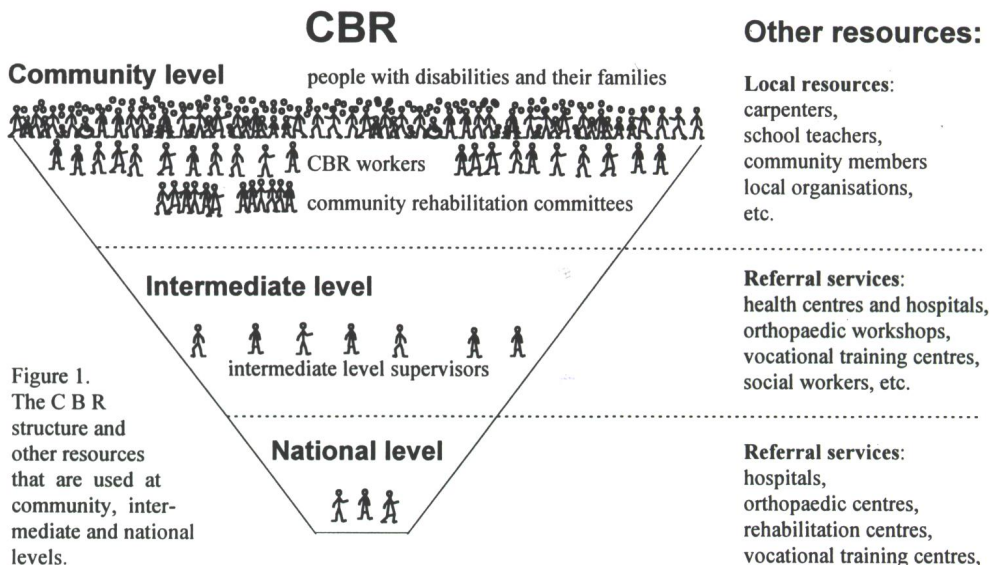 CBR
Community level
people with disabilities and their families
CBR workers
community rehabilitation committees
Intermediate level
intermediate level supervisors
National level
Figure 1.
The C B R
structure and
other resources
that are used at
community, inter-
mediate and national
levels.
Other resources:
Local resources:
carpenters,
school teachers,
community members
local organisations,
etc.
Referral services:
health centres and hospitals,
orthopaedic workshops,
vocational training centres,
social workers, etc.
Referral services:
hospitals,
orthopaedic centres,
rehabilitation centres,
vocational training centres,